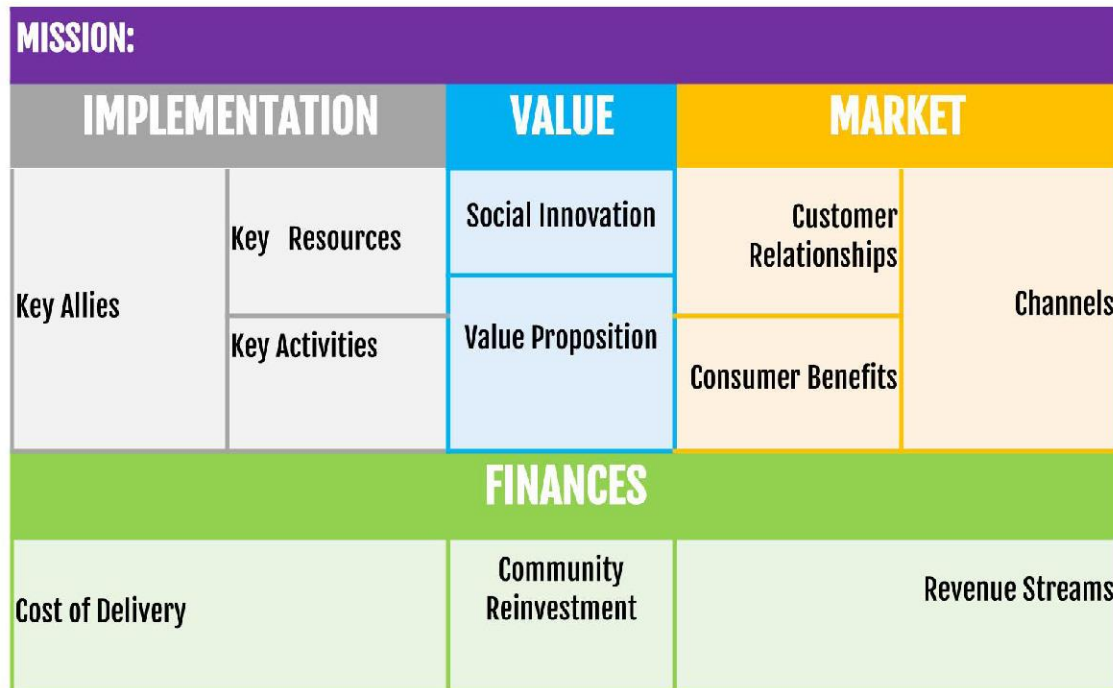 MISSION:
IMPLEMENTATION
VALUE
MARKET
Key Allies
Key Resources
Key Activities
Social Innovation
Value Proposition
Customer
Relationships
Consumer Benefits
Channels
FINANCES
Cost of Delivery
Community
Reinvestment
Revenue Streams